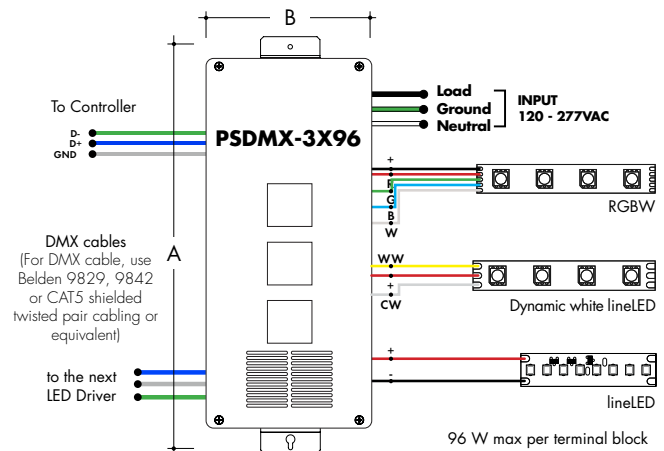 B
To Controller
D-
D+
GND
PSDMX-3X96
Load
Ground
Neutral
INPUT
120 - 277VAC
+
R
G
B
W
RGBW
DMX cables
(For DMX cable, use
Belden 9829, 9842
or CAT5 shielded
twisted pair cabling or
equivalent)
A
WW
+
CW
Dynamic white lineLED
to the next
LED Driver
+
-
lineLED
96 W max per terminal block